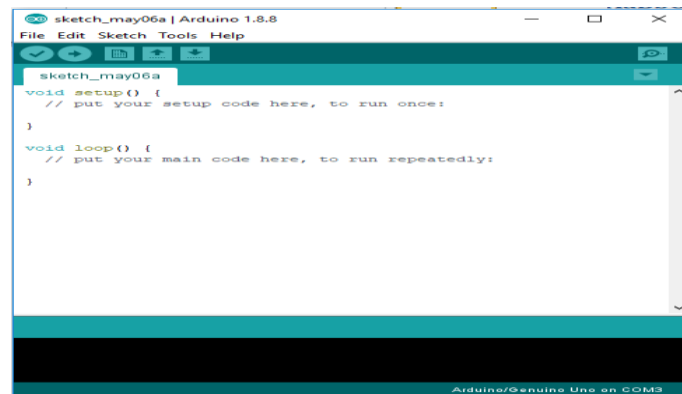 sketch_may06a | Arduino 1.8.8
File Edit Sketch Tools Help
sketch_may06a
void setup() {
// put your setup code here, to run once:
}
void loop() {
// put your main code here, to run repeatedly:
}
Arduino/Genuino Uno on COM3